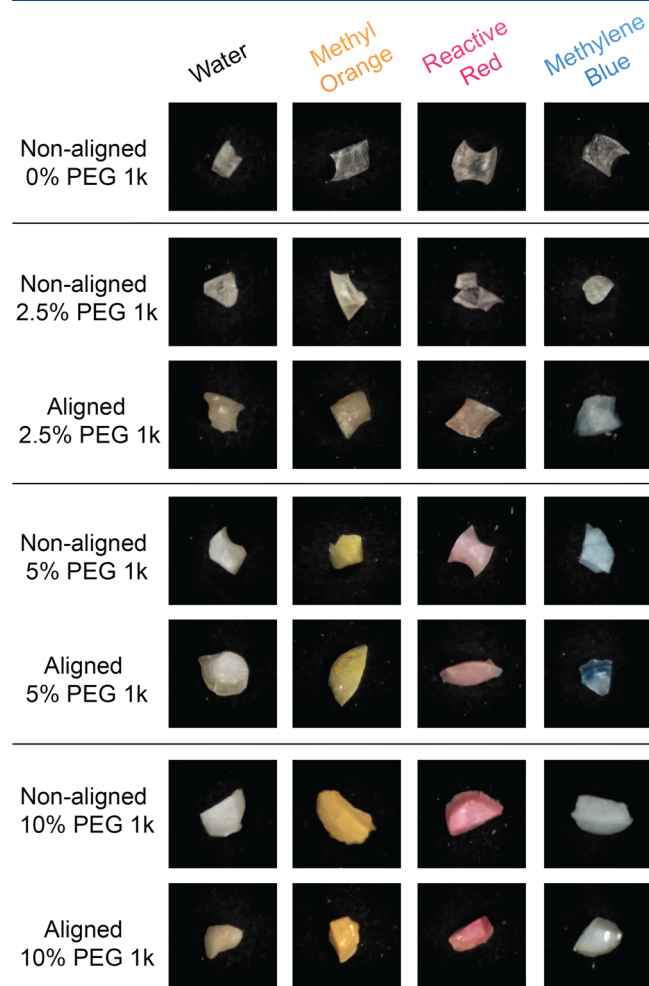 Water
Methyl
Orange
Reactive
Red
Methylene
Blue
Non-aligned
0% PEG 1k
Non-aligned
2.5% PEG 1k
Aligned
2.5% PEG 1k
Non-aligned
5% PEG 1k
Aligned
5% PEG 1k
Non-aligned
10% PEG 1k
Aligned
10% PEG 1k